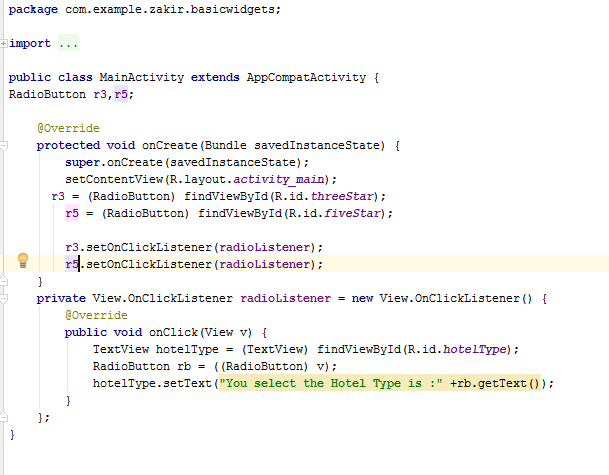 package com.example.zakir.basicwidgets;
import ...
public class MainActivity extends AppCompatActivity {
RadioButton r3,r5;
@Override
protected void onCreate(Bundle savedInstanceState) {
super.onCreate(savedInstanceState);
setContentView(R.layout.activity_main);
r3 = (RadioButton) findViewById(R.id.threeStar);
r5 = (RadioButton) findViewById(R.id.fiveStar);
r3.setOnClickListener(radioListener);
r5.setOnClickListener(radioListener);
}
private View.OnClickListener radioListener = new View.OnClickListener() {
@Override
public void onClick(View v) {
TextView hotelType = (TextView) findViewById(R.id.hotelType);
RadioButton rb = ((RadioButton) v);
hotelType.setText("You select the Hotel Type is :" +rb.getText());
}
};
}